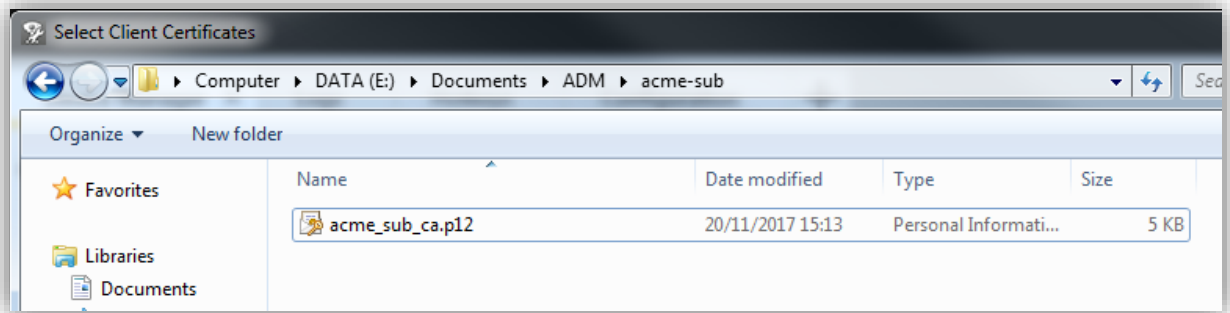 Select Client Certificates
Computer ▸ DATA (E:) ▸ Documents ▸ ADM ▸ acme-sub
Organize ▾ New folder
Favorites
Libraries
Documents
Name Date modified Type Size
acme_sub_ca.p12 20/11/2017 15:13 Personal Informati... 5 KB